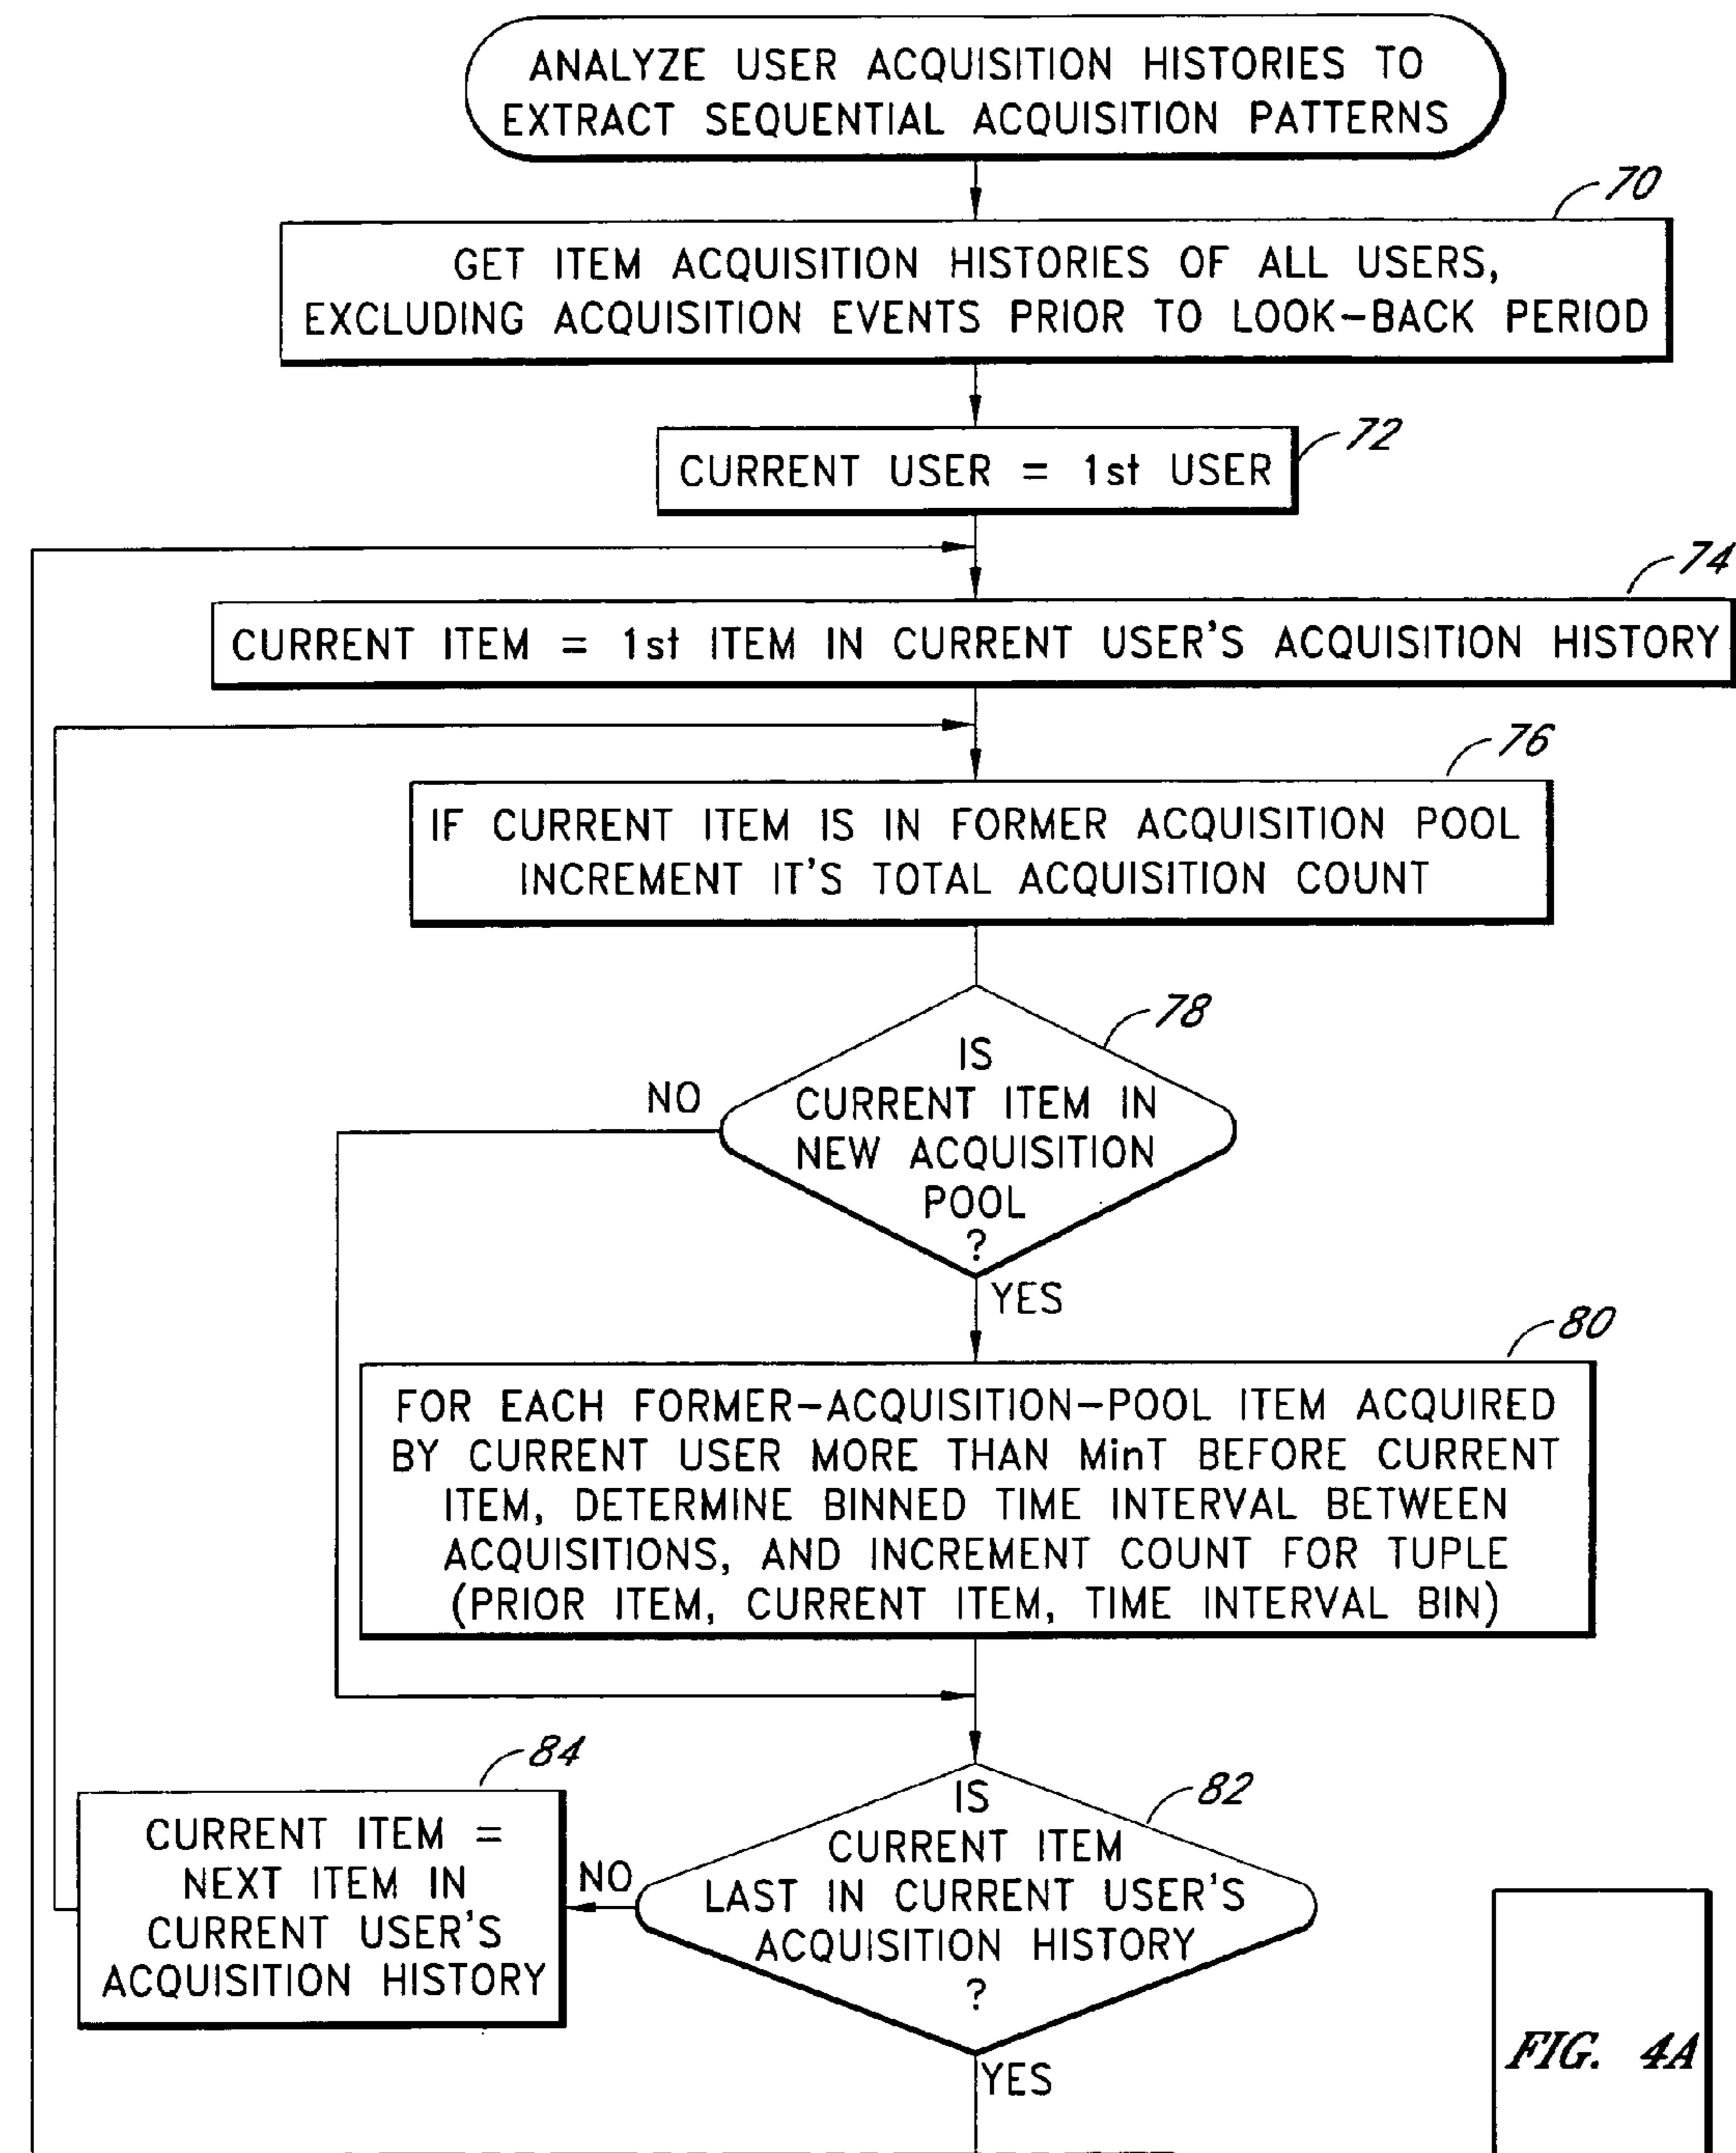 ANALYZE USER ACQUISITION HISTORIES TO
EXTRACT SEQUENTIAL ACQUISITION PATTERNS
70
GET ITEM ACQUISITION HISTORIES OF ALL USERS,
EXCLUDING ACQUISITION EVENTS PRIOR TO LOOK-BACK PERIOD
72
CURRENT USER = 1st USER
74
CURRENT ITEM = 1st ITEM IN CURRENT USER'S ACQUISITION HISTORY
76
IF CURRENT ITEM IS IN FORMER ACQUISITION POOL
INCREMENT IT'S TOTAL ACQUISITION COUNT
78
IS
CURRENT ITEM IN
NEW ACQUISITION
POOL
?
NO
YES
80
FOR EACH FORMER-ACQUISITION-POOL ITEM ACQUIRED
BY CURRENT USER MORE THAN MinT BEFORE CURRENT
ITEM, DETERMINE BINNED TIME INTERVAL BETWEEN
ACQUISITIONS, AND INCREMENT COUNT FOR TUPLE
(PRIOR ITEM, CURRENT ITEM, TIME INTERVAL BIN)
82
IS
CURRENT ITEM
LAST IN CURRENT USER'S
ACQUISITION HISTORY
?
NO
84
CURRENT ITEM =
NEXT ITEM IN
CURRENT USER'S
ACQUISITION HISTORY
YES
FIG. 4A